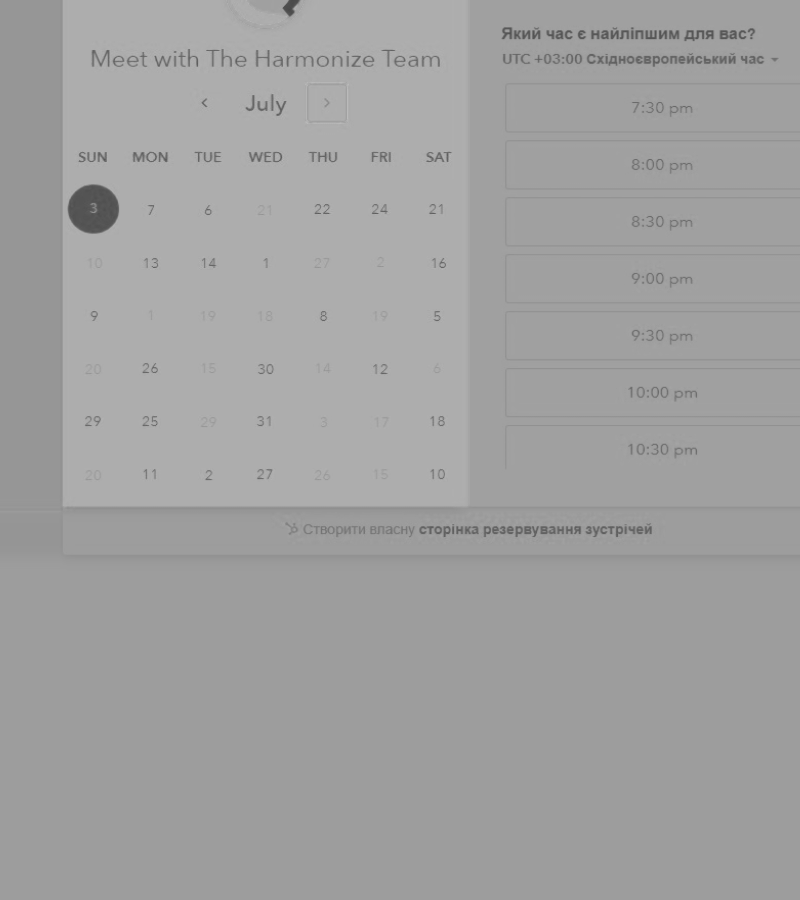 Meet with The Harmonize Team
July
SUN MON TUE WED THU FRI SAT
3 7 6 21 22 24 21
10 13 14 1 27 2 16
9 1 19 18 8 19 5
20 26 15 30 14 12 6
29 25 29 31 3 17 18
20 11 2 27 26 15 10
Який час є найліпшим для вас?
UTC +03:00 Східноєвропейський час
7:30 pm
8:00 pm
8:30 pm
9:00 pm
9:30 pm
10:00 pm
10:30 pm
Створити власну сторінка резервування зустрічей